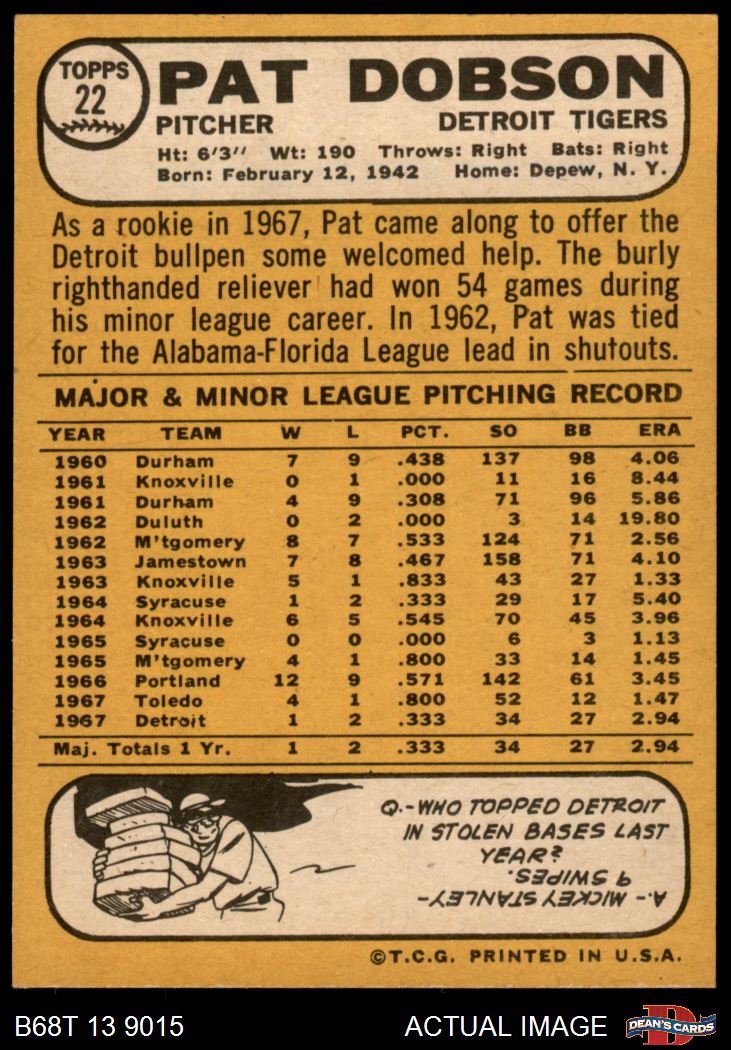 TOPPS
22
PAT DOBSON
PITCHER DETROIT TIGERS
Ht: 6'3" Wt: 190 Throws: Right Bats: Right
Born: February 12, 1942 Home: Depew, N. Y.
As a rookie in 1967, Pat came along to offer the
Detroit bullpen some welcomed help. The burly
righthanded reliever had won 54 games during
his minor league career. In 1962, Pat was tied
for the Alabama-Florida League lead in shutouts.
MAJOR & MINOR LEAGUE PITCHING RECORD
YEAR TEAM W L PCT. SO BB ERA
1960 Durham 7 9 .438 137 98 4.06
1961 Knoxville 0 1 .000 11 16 8.44
1961 Durham 4 9 .308 71 96 5.86
1962 Duluth 0 2 .000 3 14 19.80
1962 M'tgomery 8 7 .533 124 71 2.56
1963 Jamestown 7 8 .467 158 71 4.10
1963 Knoxville 5 1 .833 43 27 1.33
1964 Syracuse 1 2 .333 29 17 5.40
1964 Knoxville 6 5 .545 70 45 3.96
1965 Syracuse 0 0 .000 6 3 1.13
1965 M'tgomery 4 1 .800 33 14 1.45
1966 Portland 12 9 .571 142 61 3.45
1967 Toledo 4 1 .800 52 12 1.47
1967 Detroit 1 2 .333 34 27 2.94
Maj. Totals 1 Yr. 1 2 .333 34 27 2.94
Q.-WHO TOPPED DETROIT
IN STOLEN BASES LAST
YEAR?
A.- MICKEY STANLEY-
9 SWIPES.
©T.C.G. PRINTED IN U.S.A.
B68T 13 9015 ACTUAL IMAGE
DEAN'S CARDS